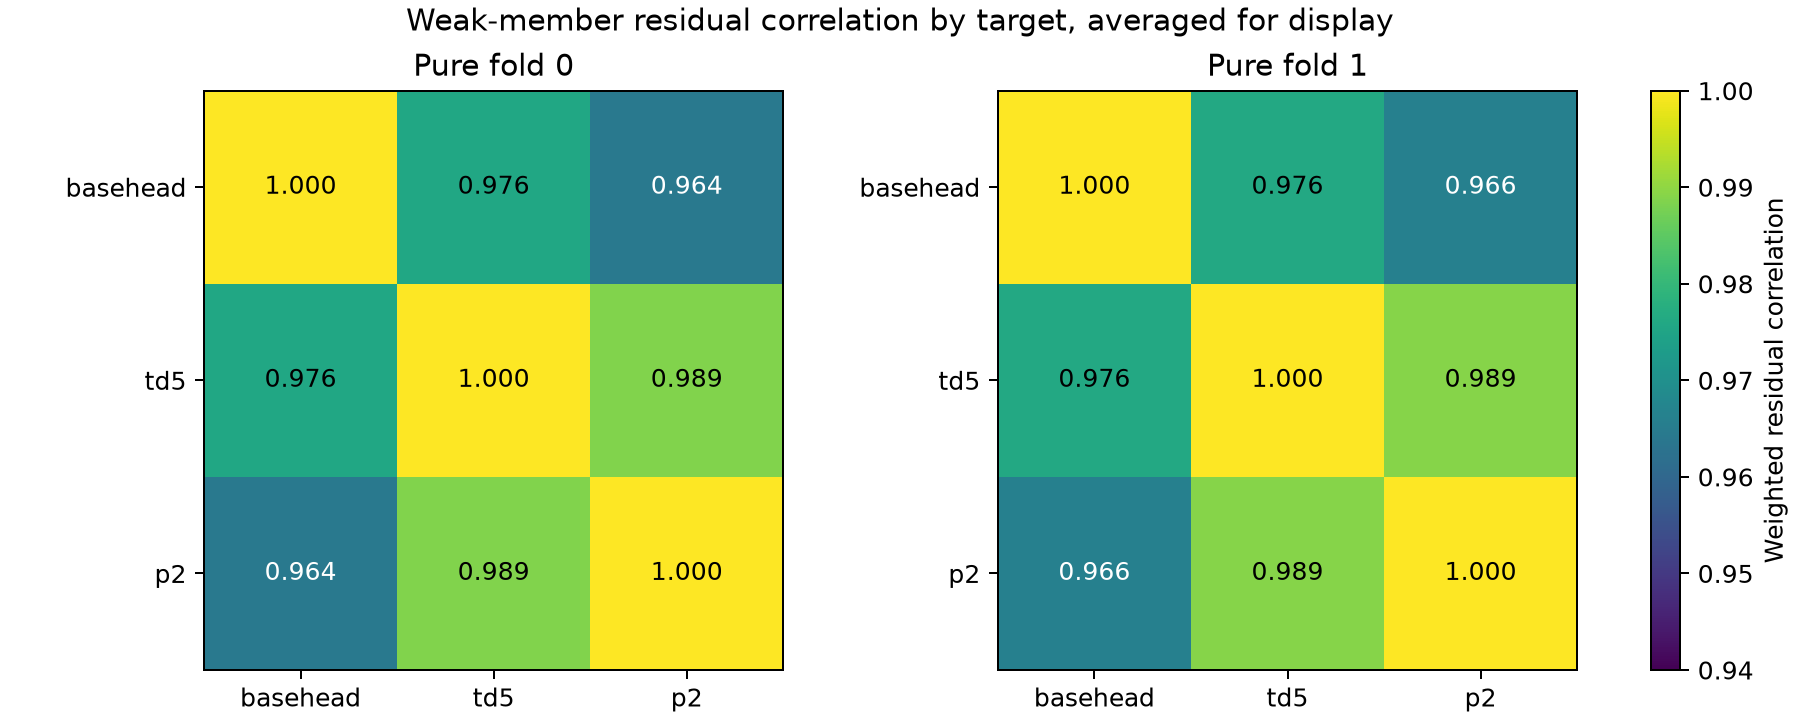 Weak-member residual correlation by target, averaged for display
Pure fold 0
basehead 1.000 0.976 0.964
td5 0.976 1.000 0.989
p2 0.964 0.989 1.000
basehead td5 p2
Pure fold 1
basehead 1.000 0.976 0.966
td5 0.976 1.000 0.989
p2 0.966 0.989 1.000
basehead td5 p2
1.00
0.99
0.98
0.97
0.96
0.95
0.94
Weighted residual correlation